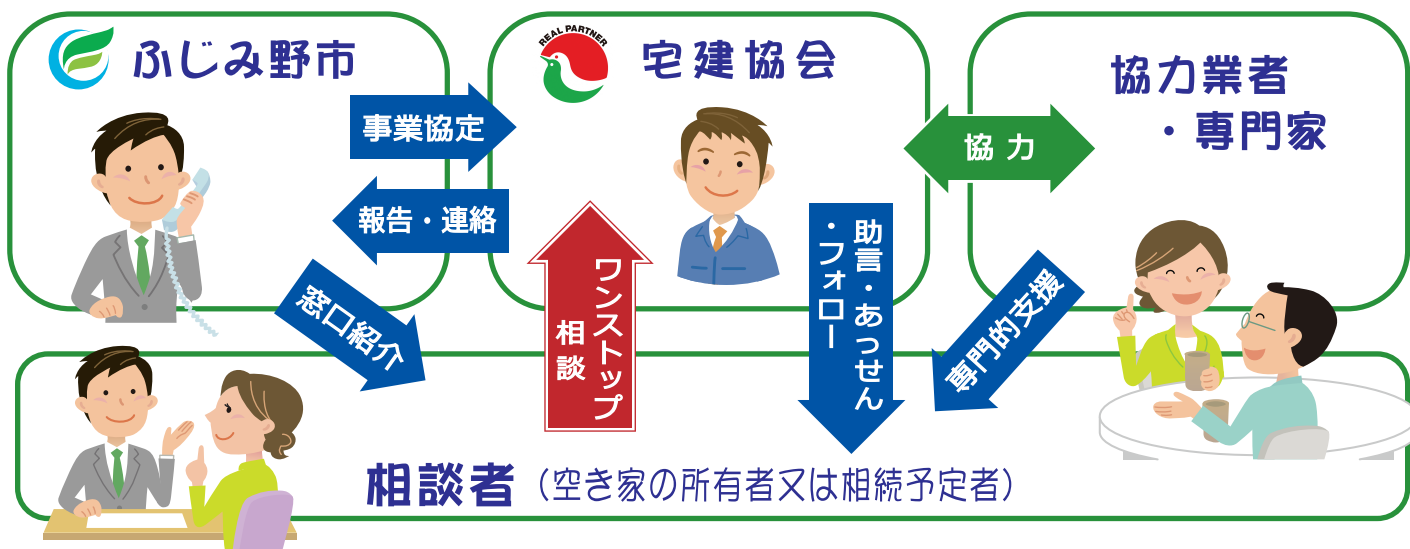 ふじみ野市
REAL PARTNER
宅建協会
協力業者
・専門家
事業協定
協力
報告・連絡
窓口紹介
ワンストップ
相談
助言・あっせん
・フォロー
専門的支援
相談者（空き家の所有者又は相続予定者）